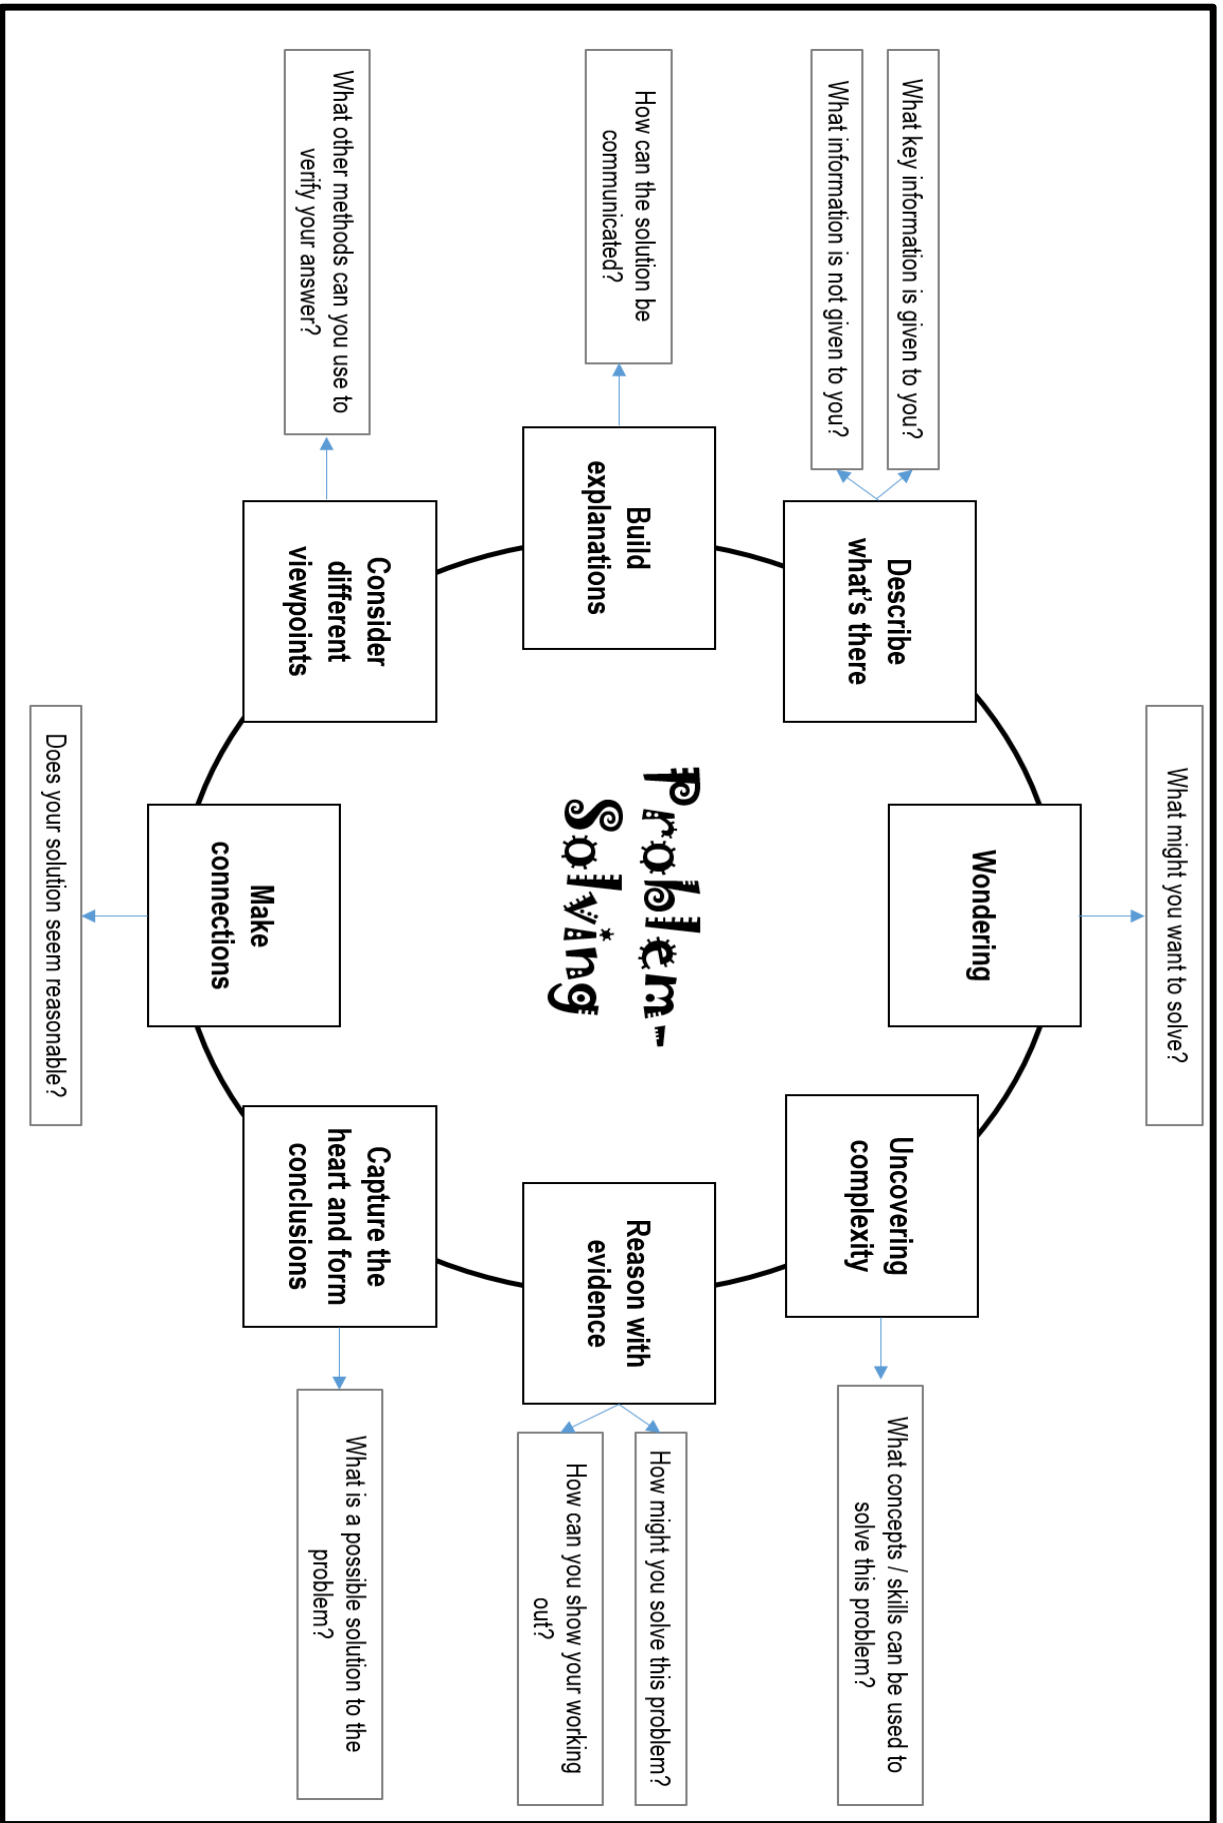 What might you want to solve?
Wondering
What key information is given to you?
What information is not given to you?
Describe
what's there
Uncovering
complexity
What concepts / skills can be used to
solve this problem?
How can the solution be
communicated?
Build
explanations
Problem-
Solving
Reason with
evidence
How might you solve this problem?
How can you show your working
out?
What other methods can you use to
verify your answer?
Consider
different
viewpoints
Capture the
heart and form
conclusions
What is a possible solution to the
problem?
Make
connections
Does your solution seem reasonable?